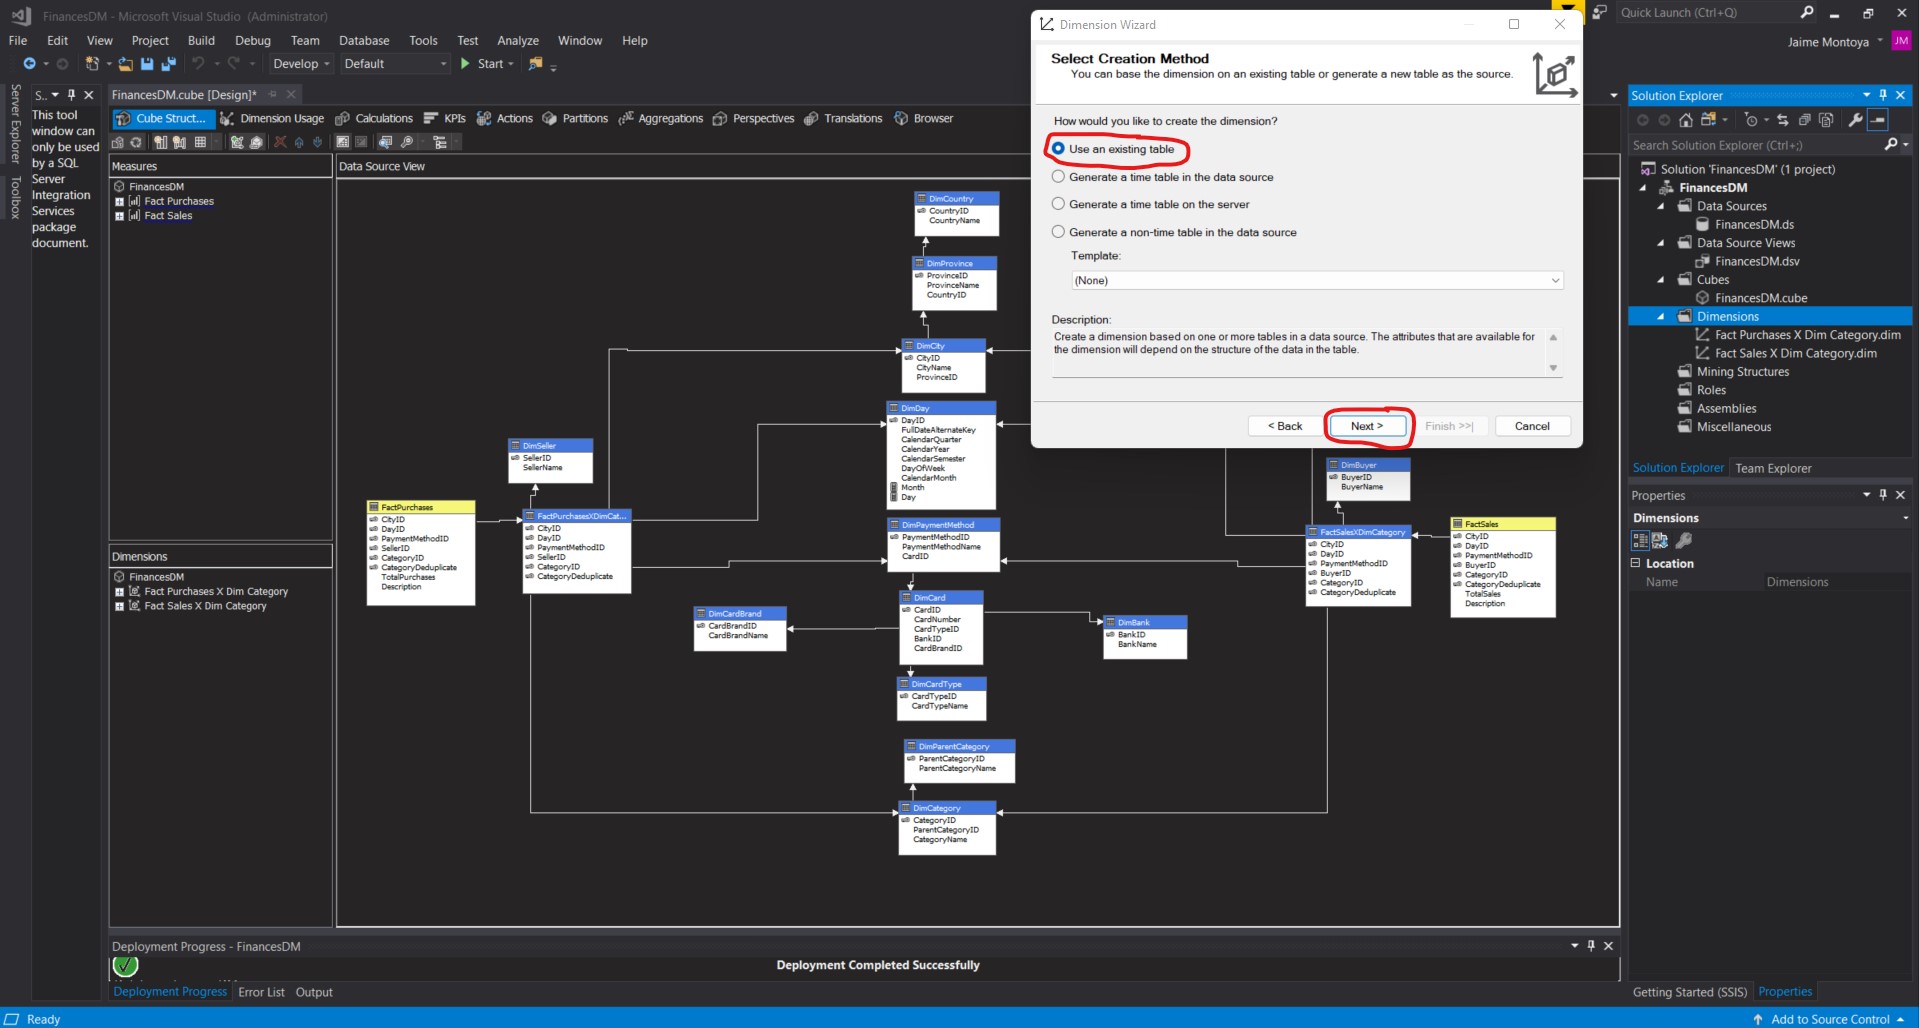 FinancesDM - Microsoft Visual Studio (Administrator)
Quick Launch (Ctrl+Q)
File Edit View Project Build Debug Team Database Tools Test Analyze Window Help
Jaime Montoya JM
Develop Default Start
Server Explorer
Toolbox
S..
This tool
window can
only be used
by a SQL
Server
Integration
Services
package
document.
FinancesDM.cube [Design]*
Cube Struct... Dimension Usage Calculations KPIs Actions Partitions Aggregations Perspectives Translations Browser
Measures
FinancesDM
Fact Purchases
Fact Sales
Dimensions
FinancesDM
Fact Purchases X Dim Category
Fact Sales X Dim Category
Data Source View
DimCountry
CountryID
CountryName
DimProvince
ProvinceID
ProvinceName
CountryID
DimCity
CityID
CityName
ProvinceID
DimDay
DayID
FullDateAlternateKey
CalendarQuarter
CalendarYear
CalendarSemester
DayOfWeek
CalendarMonth
Month
Day
DimSeller
SellerID
SellerName
FactPurchases
CityID
DayID
PaymentMethodID
SellerID
CategoryID
CategoryDeduplicate
TotalPurchases
Description
FactPurchasesXDimCat...
CityID
DayID
PaymentMethodID
SellerID
CategoryID
CategoryDeduplicate
DimPaymentMethod
PaymentMethodID
PaymentMethodName
CardID
DimCard
CardID
CardNumber
CardTypeID
BankID
CardBrandID
DimCardBrand
CardBrandID
CardBrandName
DimBank
BankID
BankName
DimCardType
CardTypeID
CardTypeName
DimParentCategory
ParentCategoryID
ParentCategoryName
DimCategory
CategoryID
ParentCategoryID
CategoryName
DimBuyer
BuyerID
BuyerName
FactSalesXDimCategory
CityID
DayID
PaymentMethodID
BuyerID
CategoryID
CategoryDeduplicate
FactSales
CityID
DayID
PaymentMethodID
BuyerID
CategoryID
CategoryDeduplicate
TotalSales
Description
Dimension Wizard
Select Creation Method
You can base the dimension on an existing table or generate a new table as the source.
How would you like to create the dimension?
Use an existing table
Generate a time table in the data source
Generate a time table on the server
Generate a non-time table in the data source
Template:
(None)
Description:
Create a dimension based on one or more tables in a data source. The attributes that are available for
the dimension will depend on the structure of the data in the table.
< Back Next > Finish >>| Cancel
Solution Explorer
Search Solution Explorer (Ctrl+;)
Solution 'FinancesDM' (1 project)
FinancesDM
Data Sources
FinancesDM.ds
Data Source Views
FinancesDM.dsv
Cubes
FinancesDM.cube
Dimensions
Fact Purchases X Dim Category.dim
Fact Sales X Dim Category.dim
Mining Structures
Roles
Assemblies
Miscellaneous
Solution Explorer Team Explorer
Properties
Dimensions
Location
Name Dimensions
Deployment Progress - FinancesDM
Deployment Completed Successfully
Deployment Progress Error List Output
Getting Started (SSIS) Properties
Ready
Add to Source Control